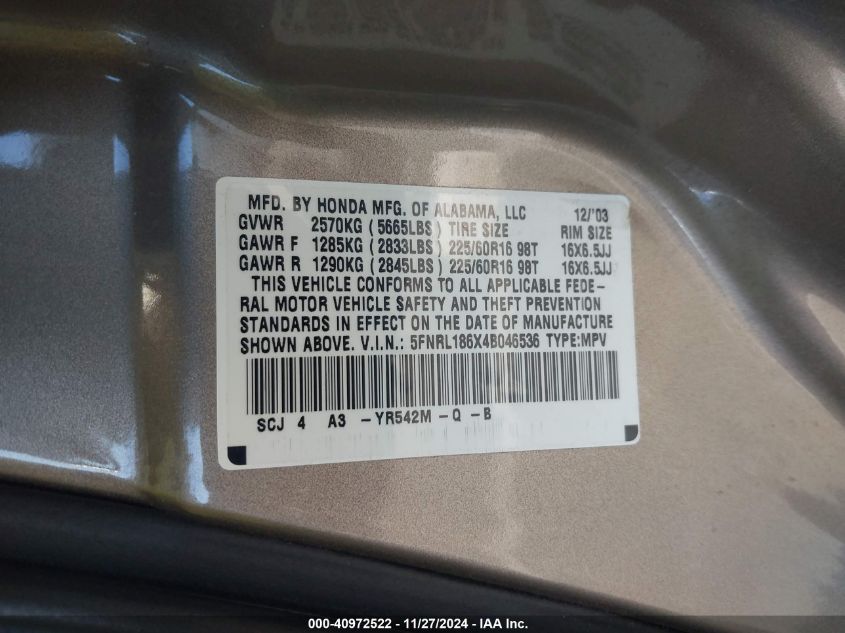 MFD. BY HONDA MFG. OF ALABAMA, LLC 12/'03
GVWR 2570KG (5665LBS) TIRE SIZE RIM SIZE
GAWR F 1285KG (2833LBS) 225/60R16 98T 16X6.5JJ
GAWR R 1290KG (2845LBS) 225/60R16 98T 16X6.5JJ
THIS VEHICLE CONFORMS TO ALL APPLICABLE FEDE-
RAL MOTOR VEHICLE SAFETY AND THEFT PREVENTION
STANDARDS IN EFFECT ON THE DATE OF MANUFACTURE
SHOWN ABOVE. V.I.N.: 5FNRL186X4B046536 TYPE:MPV
SCJ 4 A3 -YR542M -Q -B
000-40972522 - 11/27/2024 - IAA Inc.